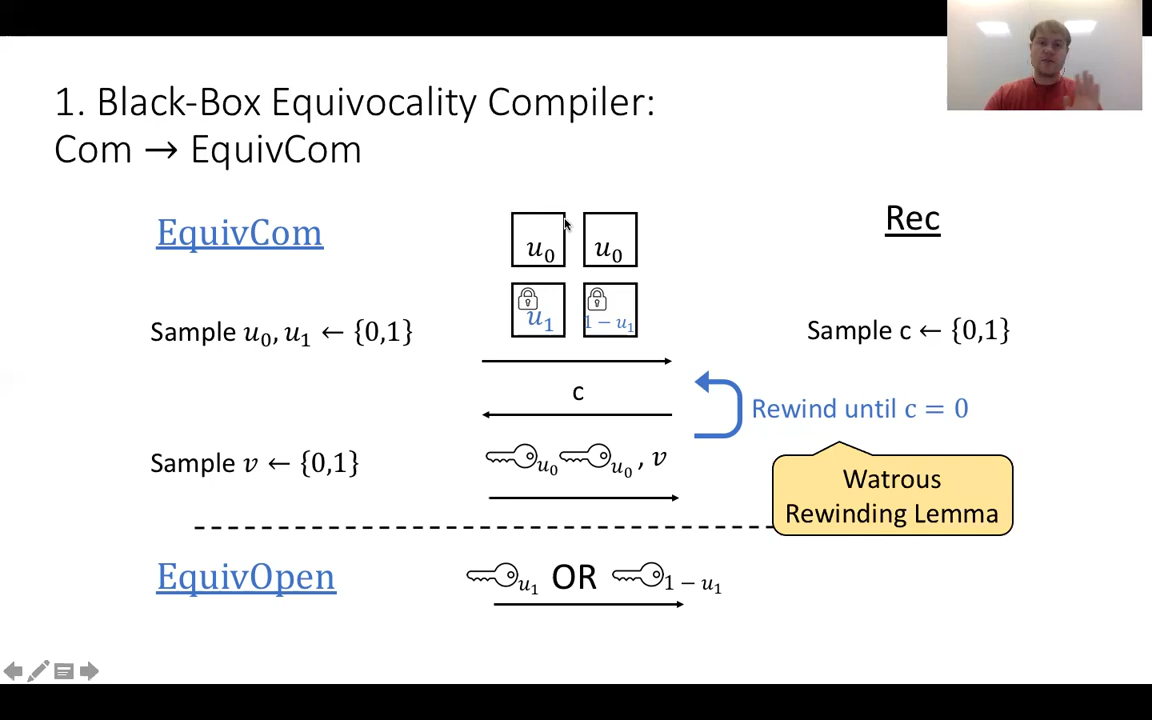 1. Black-Box Equivocality Compiler:
Com → EquivCom
EquivCom
Rec
u₀ u₀
u₁ 1 − u₁
Sample u₀, u₁ ← {0,1}
Sample c ← {0,1}
c
Rewind until c = 0
Sample v ← {0,1}
u₀ u₀ , v
Watrous
Rewinding Lemma
EquivOpen
u₁ OR 1 − u₁